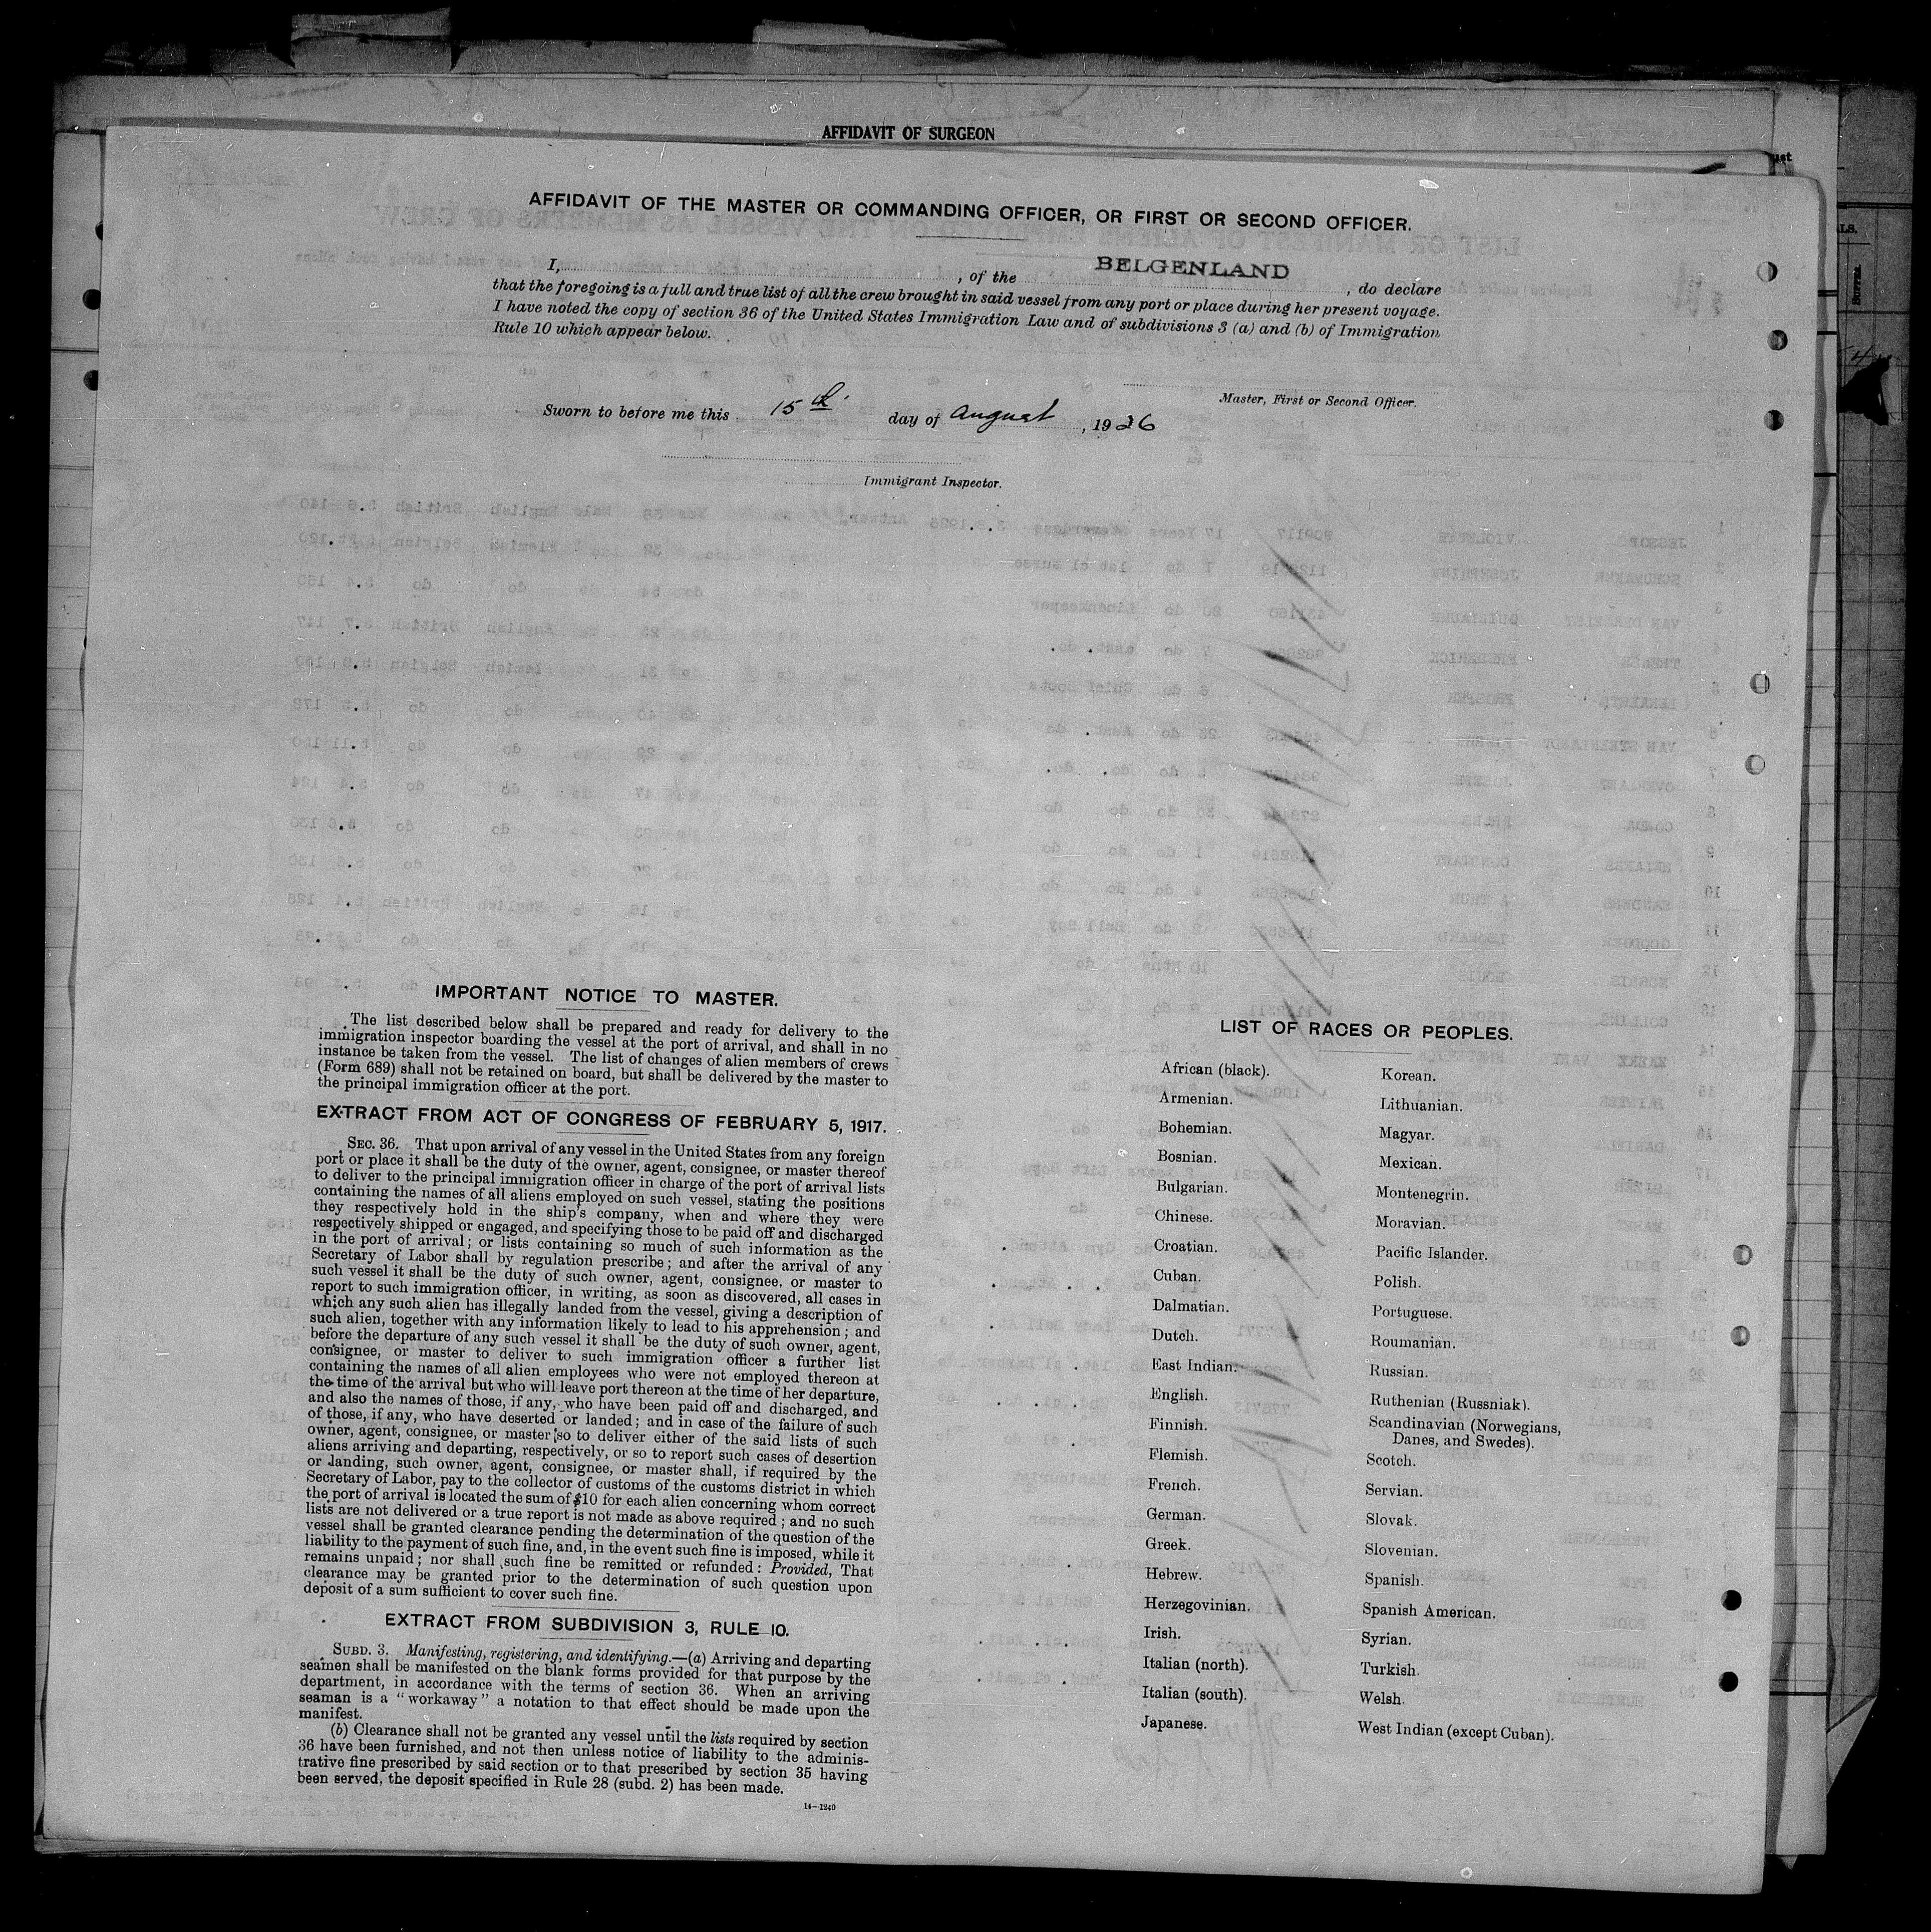 AFFIDAVIT OF SURGEON
AFFIDAVIT OF THE MASTER OR COMMANDING OFFICER, OR FIRST OR SECOND OFFICER.
I, , of the BELGENLAND , do declare
that the foregoing is a full and true list of all the crew brought in said vessel from any port or place during her present voyage.
I have noted the copy of section 36 of the United States Immigration Law and of subdivisions 3 (a) and (b) of Immigration
Rule 10 which appear below.
Master, First or Second Officer.
Sworn to before me this 15th day of August, 1926
Immigrant Inspector.
IMPORTANT NOTICE TO MASTER.
The list described below shall be prepared and ready for delivery to the
immigration inspector boarding the vessel at the port of arrival, and shall in no
instance be taken from the vessel. The list of changes of alien members of crews
(Form 689) shall not be retained on board, but shall be delivered by the master to
the principal immigration officer at the port.
EXTRACT FROM ACT OF CONGRESS OF FEBRUARY 5, 1917.
SEC. 36. That upon arrival of any vessel in the United States from any foreign
port or place it shall be the duty of the owner, agent, consignee, or master thereof
to deliver to the principal immigration officer in charge of the port of arrival lists
containing the names of all aliens employed on such vessel, stating the positions
they respectively hold in the ship's company, when and where they were
respectively shipped or engaged, and specifying those to be paid off and discharged
in the port of arrival; or lists containing so much of such information as the
Secretary of Labor shall by regulation prescribe; and after the arrival of any
such vessel it shall be the duty of such owner, agent, consignee, or master to
report to such immigration officer, in writing, as soon as discovered, all cases in
which any such alien has illegally landed from the vessel, giving a description of
such alien, together with any information likely to lead to his apprehension; and
before the departure of any such vessel it shall be the duty of such owner, agent,
consignee, or master to deliver to such immigration officer a further list
containing the names of all alien employees who were not employed thereon at
the time of the arrival but who will leave port thereon at the time of her departure,
and also the names of those, if any, who have been paid off and discharged, and
of those, if any, who have deserted or landed; and in case of the failure of such
owner, agent, consignee, or master so to deliver either of the said lists of such
aliens arriving and departing, respectively, or so to report such cases of desertion
or landing, such owner, agent, consignee, or master shall, if required by the
Secretary of Labor, pay to the collector of customs of the customs district in which
the port of arrival is located the sum of $10 for each alien concerning whom correct
lists are not delivered or a true report is not made as above required; and no such
vessel shall be granted clearance pending the determination of the question of the
liability to the payment of such fine, and, in the event such fine is imposed, while it
remains unpaid; nor shall such fine be remitted or refunded: Provided, That
clearance may be granted prior to the determination of such question upon
deposit of a sum sufficient to cover such fine.
EXTRACT FROM SUBDIVISION 3, RULE 10.
SUBD. 3. Manifesting, registering, and identifying.—(a) Arriving and departing
seamen shall be manifested on the blank forms provided for that purpose by the
department, in accordance with the terms of section 36. When an arriving
seaman is a "workaway" a notation to that effect should be made upon the
manifest.
(b) Clearance shall not be granted any vessel until the lists required by section
36 have been furnished, and not then unless notice of liability to the adminis-
trative fine prescribed by said section or to that prescribed by section 35 having
been served, the deposit specified in Rule 28 (subd. 2) has been made.
14—1240
LIST OF RACES OR PEOPLES.
African (black).
Armenian.
Bohemian.
Bosnian.
Bulgarian.
Chinese.
Croatian.
Cuban.
Dalmatian.
Dutch.
East Indian.
English.
Finnish.
Flemish.
French.
German.
Greek.
Hebrew.
Herzegovinian.
Irish.
Italian (north).
Italian (south).
Japanese.
Korean.
Lithuanian.
Magyar.
Mexican.
Montenegrin.
Moravian.
Pacific Islander.
Polish.
Portuguese.
Roumanian.
Russian.
Ruthenian (Russniak).
Scandinavian (Norwegians,
Danes, and Swedes).
Scotch.
Servian.
Slovak.
Slovenian.
Spanish.
Spanish American.
Syrian.
Turkish.
Welsh.
West Indian (except Cuban).